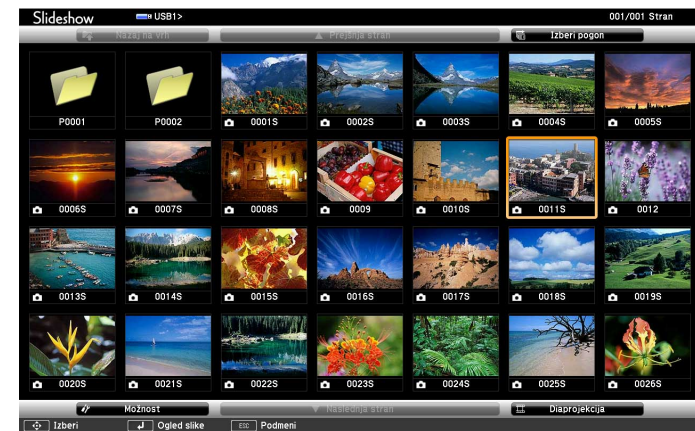 Slideshow USB1> 001/001 Stran
Nazaj na vrh Prejšnja stran Izberi pogon
P0001 P0002 0001S 0002S 0003S 0004S 0005S
0006S 0007S 0008S 0009 0010S 0011S 0012
0013S 0014S 0015S 0016S 0017S 0018S 0019S
0020S 0021S 0022S 0023S 0024S 0025S 0026S
Možnost Naslednja stran Diaprojekcija
Izberi Ogled slike ESC Podmeni